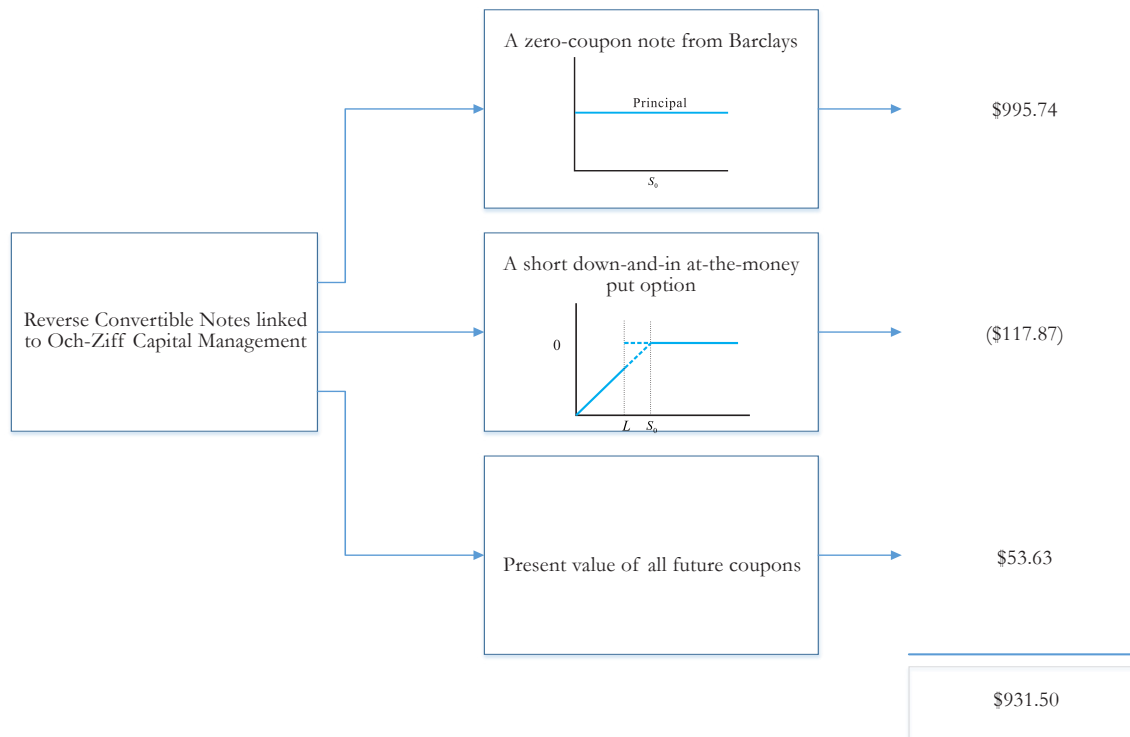 A zero-coupon note from Barclays
Principal
S₀
$995.74
Reverse Convertible Notes linked
to Och-Ziff Capital Management
A short down-and-in at-the-money
put option
0
L S₀
($117.87)
Present value of all future coupons
$53.63
$931.50